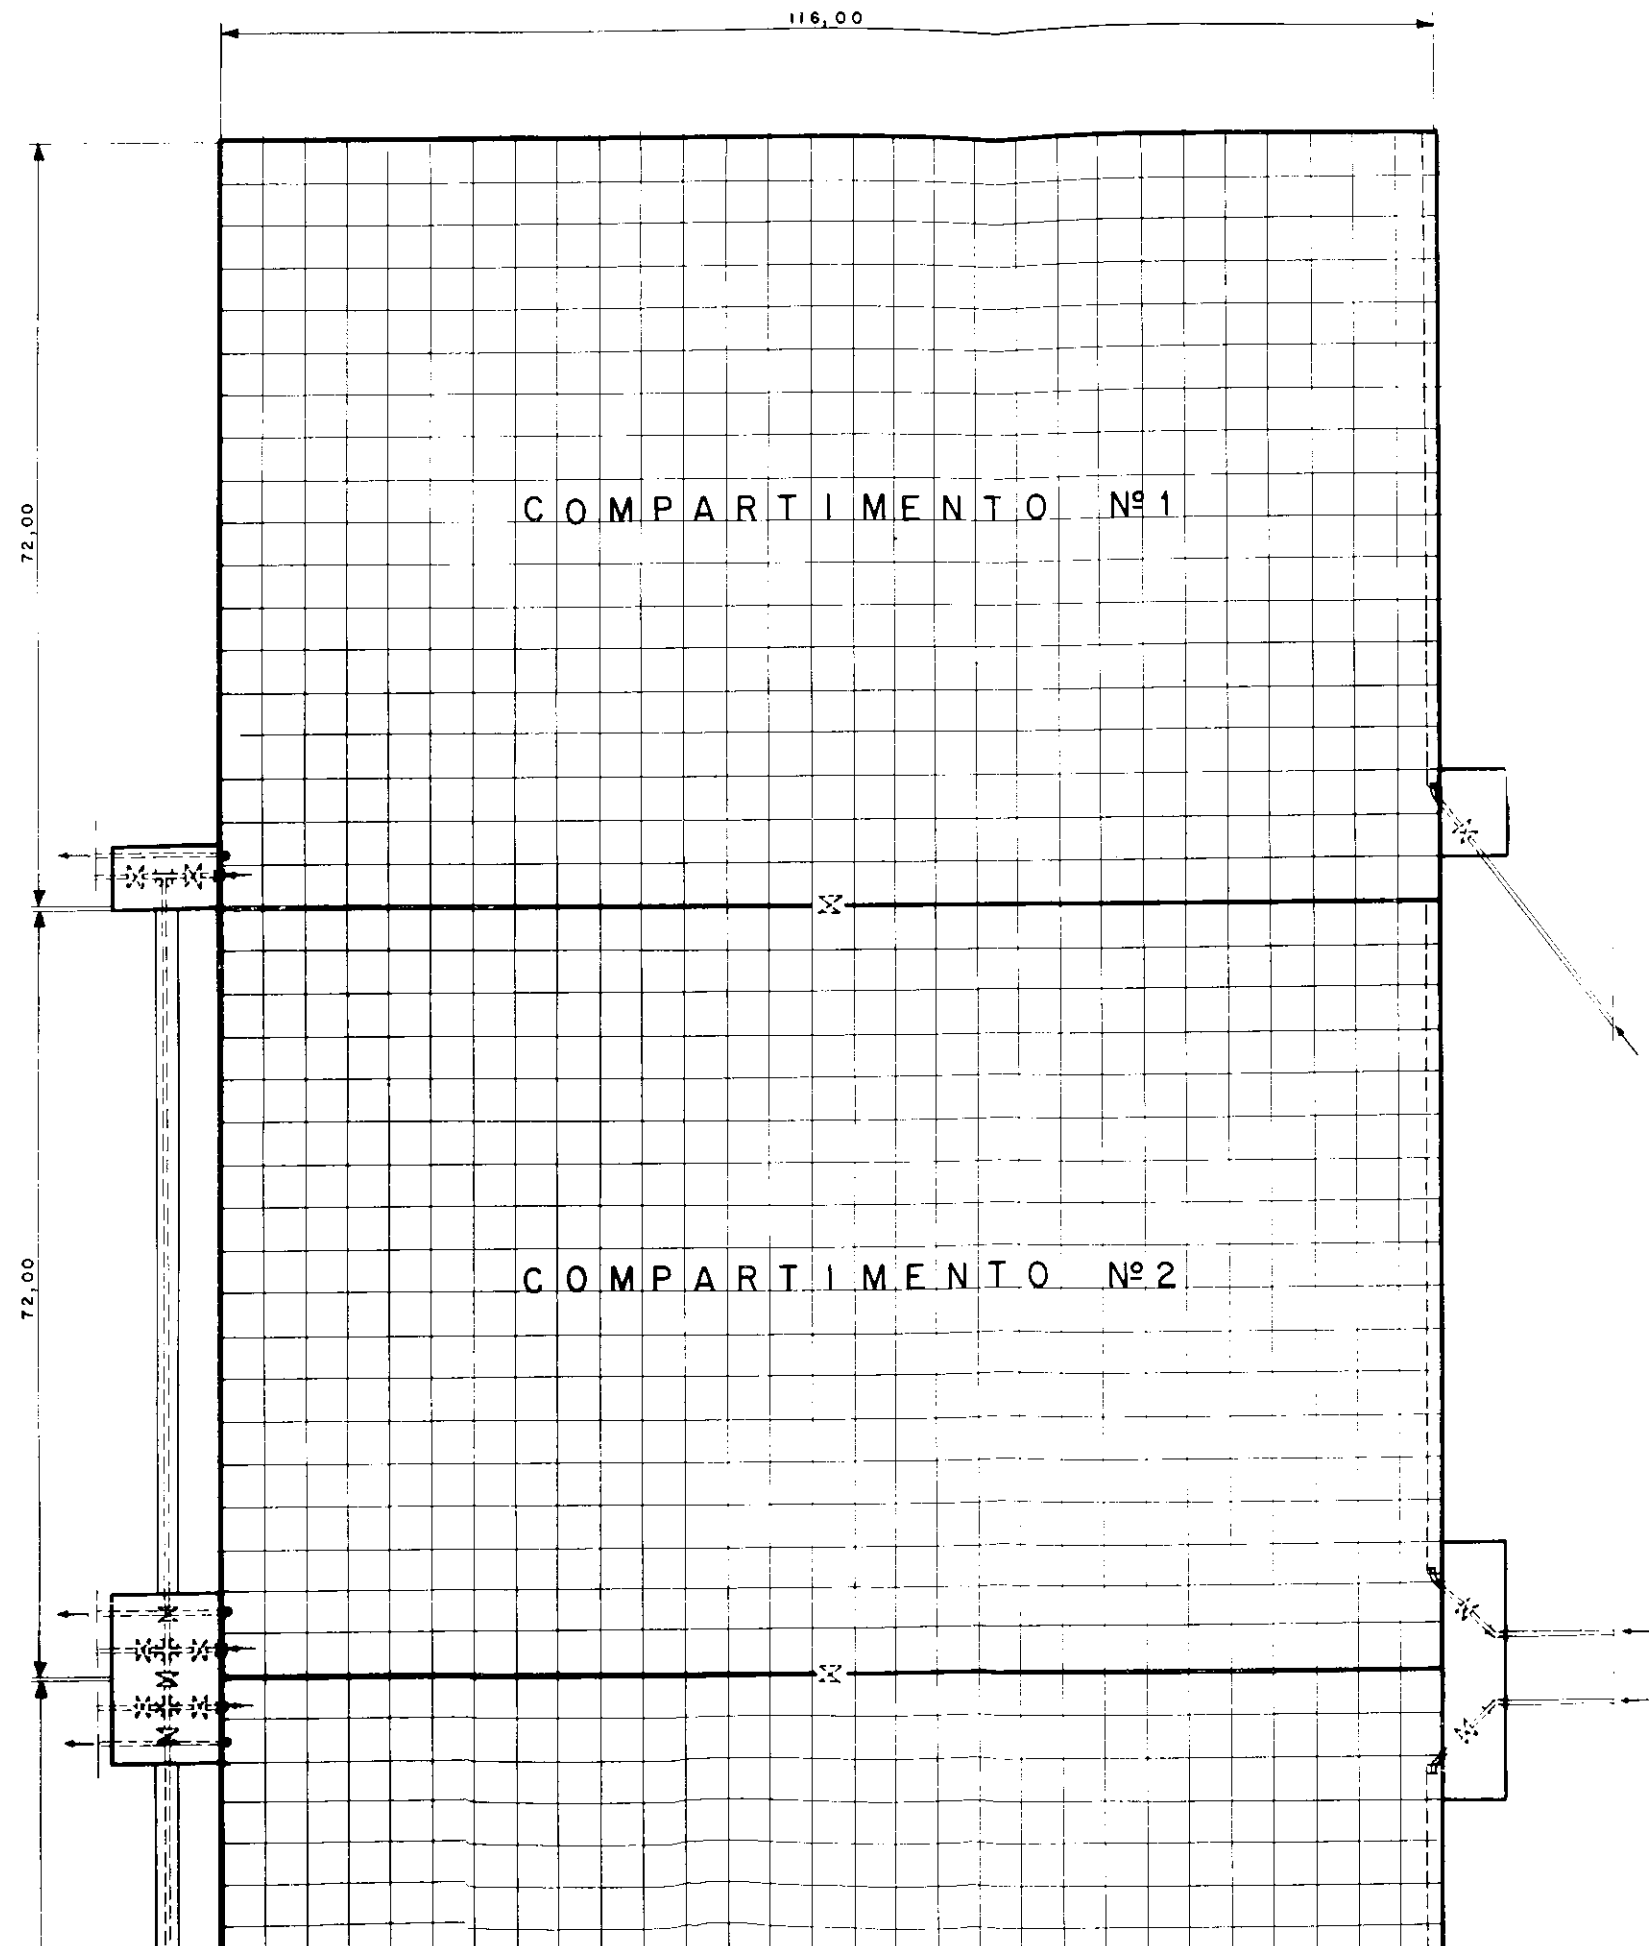 116,00
72,00
COMPARTIMENTO Nº 1
72,00
COMPARTIMENTO Nº 2